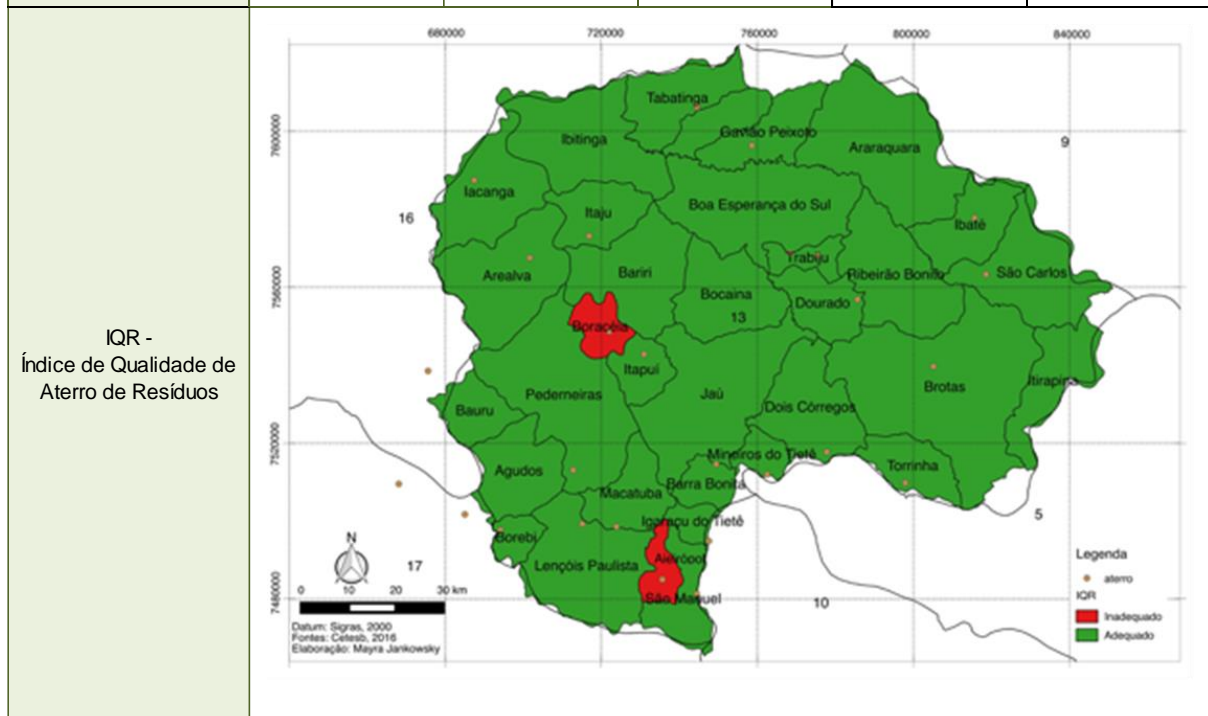 IQR -
Índice de Qualidade de
Aterro de Resíduos
680000
720000
760000
800000
840000
7600000
7560000
7520000
7480000
Tabatinga
Ibitinga
Gavião Peixoto
Araraquara
9
Iacanga
16
Itaju
Boa Esperança do Sul
Ibaté
Arealva
Bariri
Trabiju
Ribeirão Bonito
São Carlos
Bocaina
Dourado
13
Boracéia
Itapuí
Pederneiras
Jaú
Dois Córregos
Brotas
Itirapina
Bauru
Agudos
Mineiros do Tietê
Torrinha
Barra Bonita
Macatuba
Igaraçu do Tietê
5
Borebi
17
Lençóis Paulista
São Manuel
10
N
0 10 20 30 km
Datum: Sigras, 2000
Fontes: Cetesb, 2016
Elaboração: Mayra Jankowsky
Legenda
aterro
IQR
Inadequado
Adequado